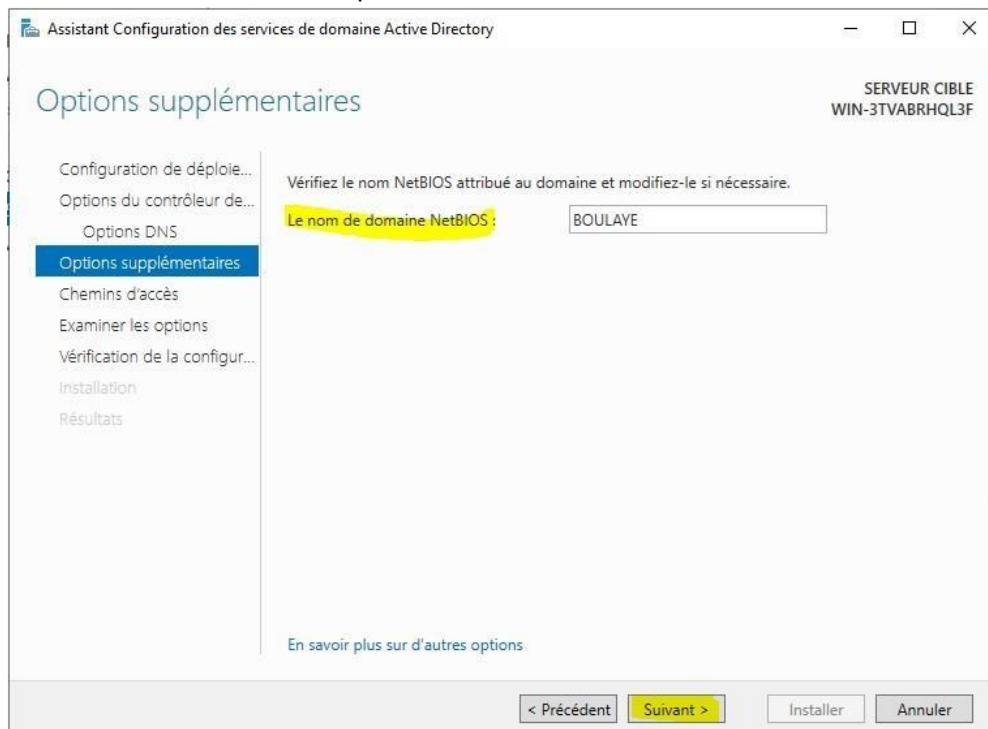 Assistant Configuration des services de domaine Active Directory
Options supplémentaires
SERVEUR CIBLE
WIN-3TVABRHQL3F
Configuration de déploie...
Options du contrôleur de...
Options DNS
Options supplémentaires
Chemins d'accès
Examiner les options
Vérification de la configur...
Installation
Résultats
Vérifiez le nom NetBIOS attribué au domaine et modifiez-le si nécessaire.
Le nom de domaine NetBIOS : BOULAYE
En savoir plus sur d'autres options
< Précédent Suivant > Installer Annuler